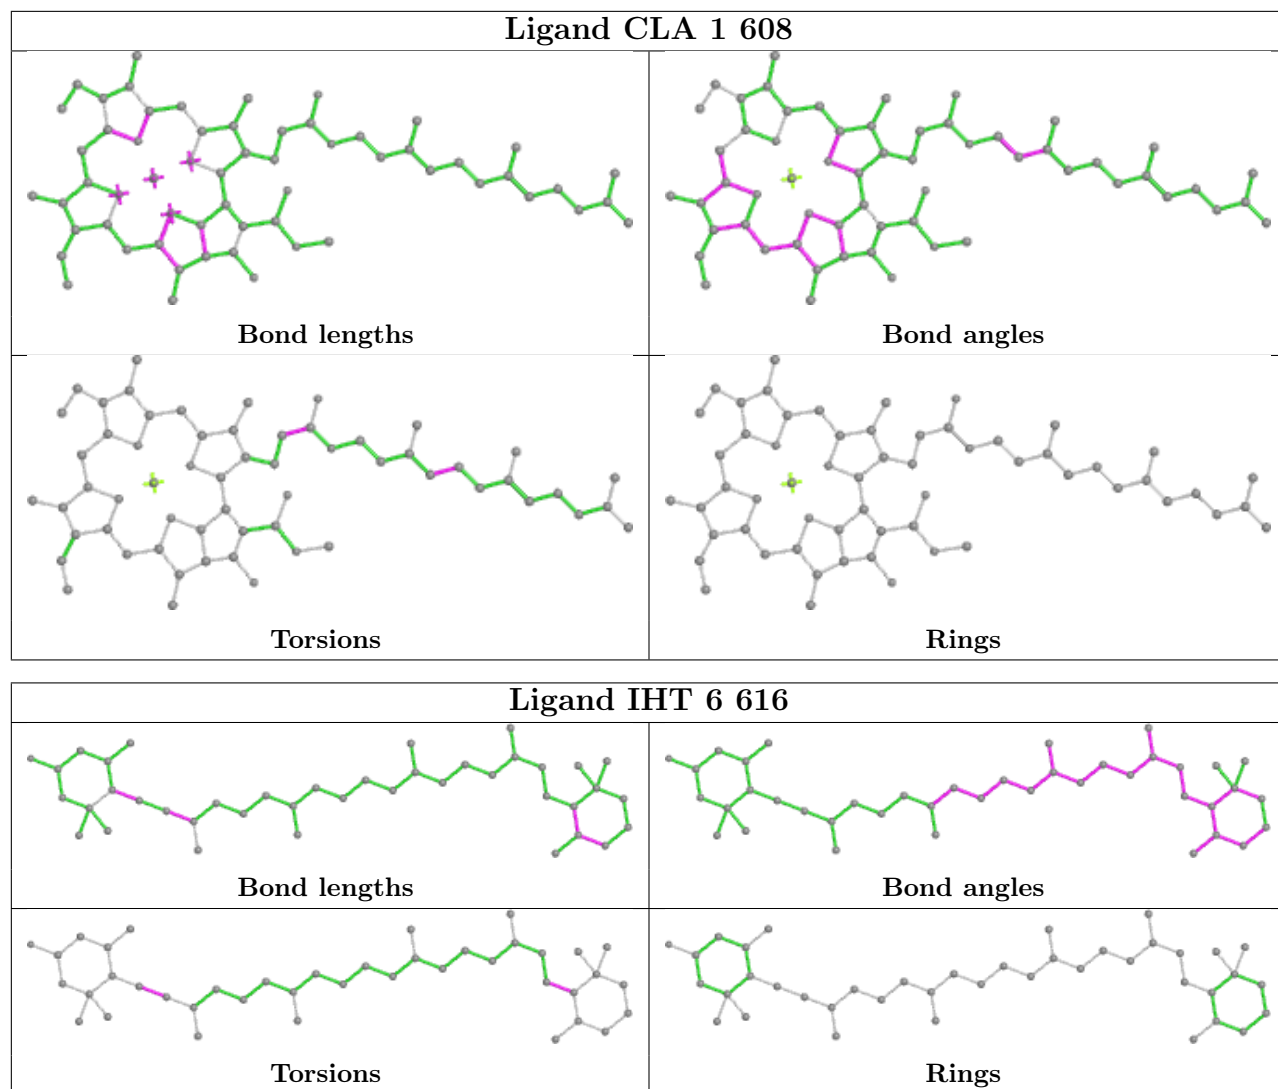 Ligand CLA 1 608
Bond lengths
Bond angles
Torsions
Rings
Ligand IHT 6 616
Bond lengths
Bond angles
Torsions
Rings